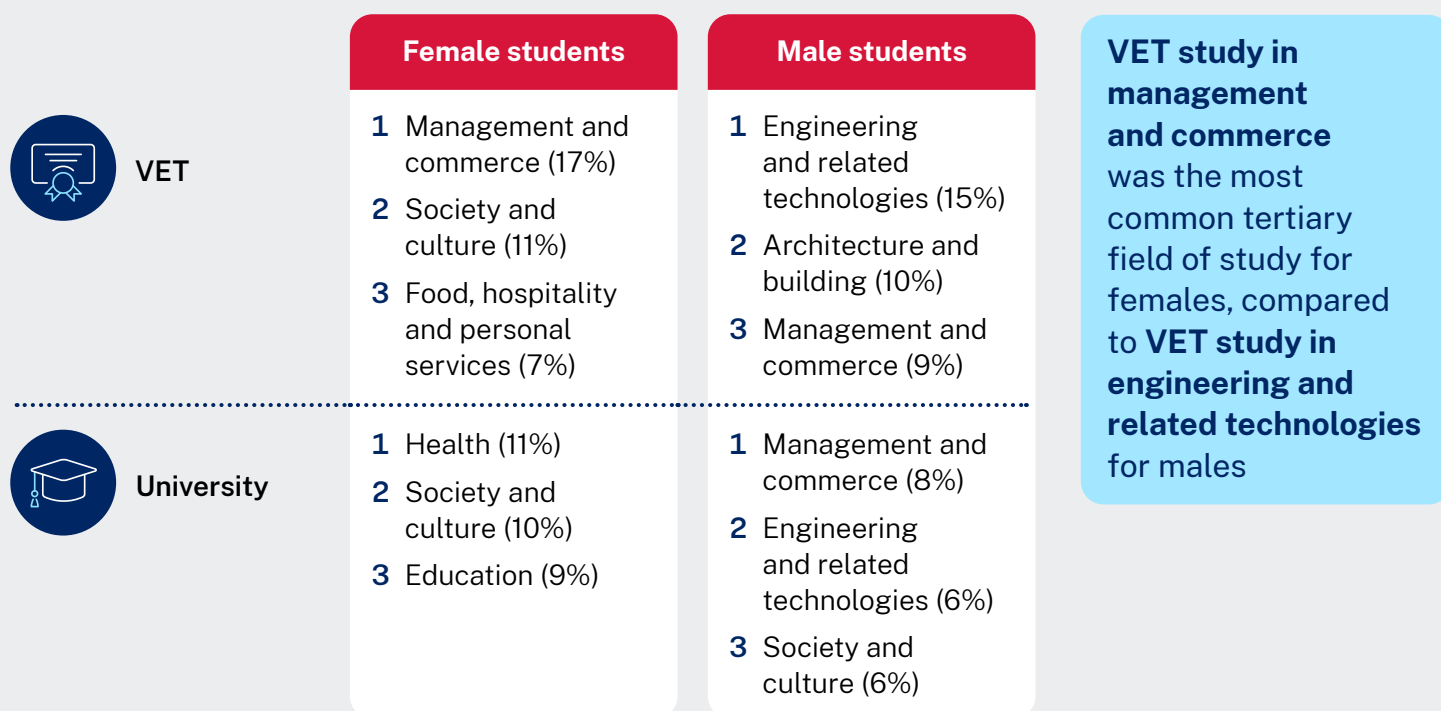 Female students
Male students
VET
1 Management and
commerce (17%)
2 Society and
culture (11%)
3 Food, hospitality
and personal
services (7%)
1 Engineering
and related
technologies (15%)
2 Architecture and
building (10%)
3 Management and
commerce (9%)
University
1 Health (11%)
2 Society and
culture (10%)
3 Education (9%)
1 Management and
commerce (8%)
2 Engineering
and related
technologies (6%)
3 Society and
culture (6%)
VET study in
management
and commerce
was the most
common tertiary
field of study for
females, compared
to VET study in
engineering and
related technologies
for males